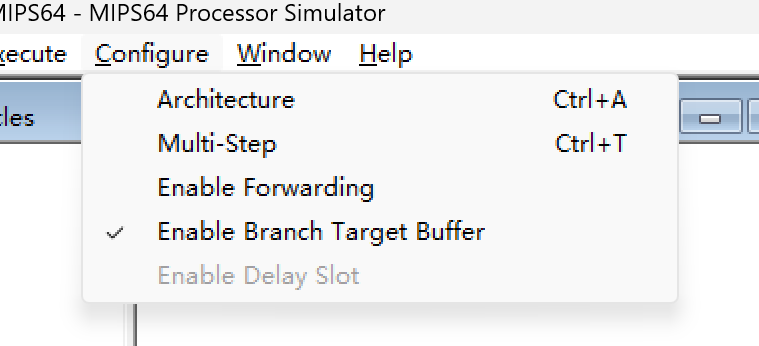 MIPS64 - MIPS64 Processor Simulator
Configure Window Help
Architecture Ctrl+A
Multi-Step Ctrl+T
Enable Forwarding
Enable Branch Target Buffer
Enable Delay Slot